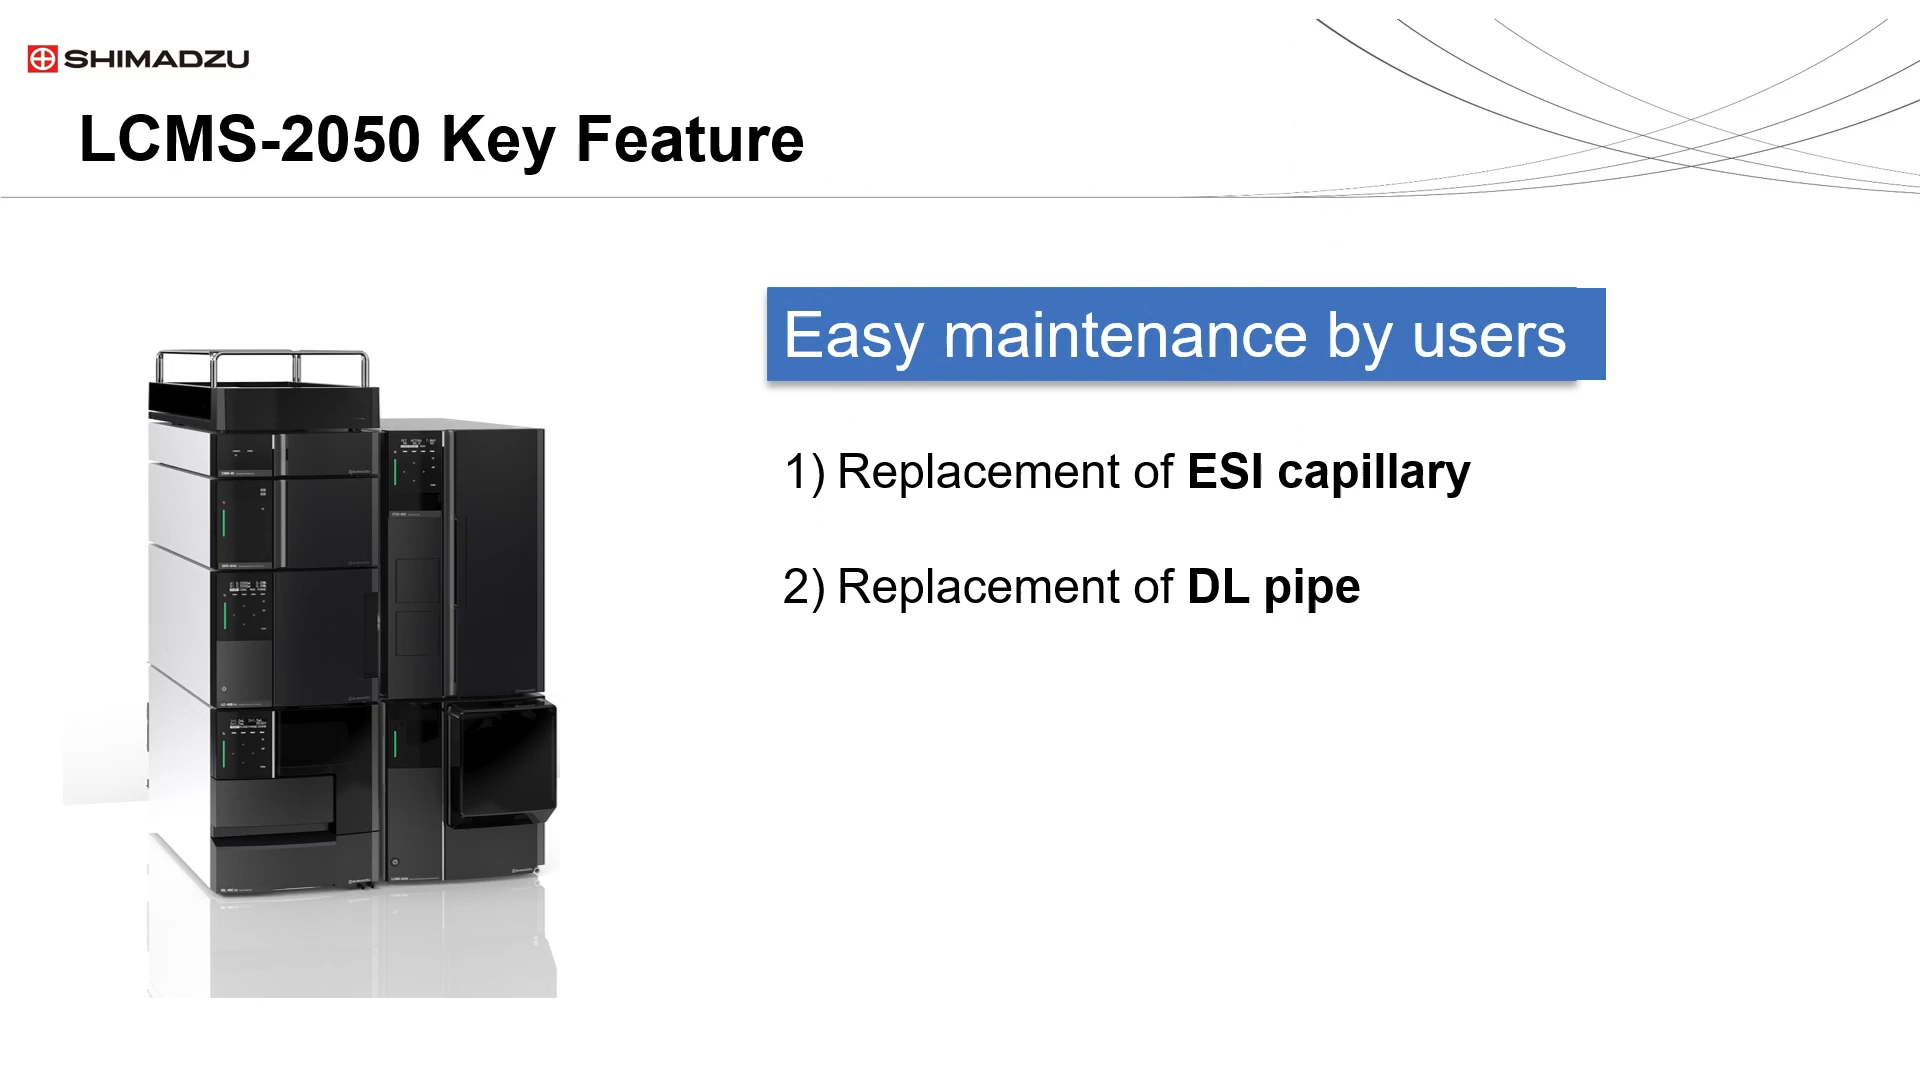 SHIMADZU
LCMS-2050 Key Feature
Easy maintenance by users
1) Replacement of ESI capillary
2) Replacement of DL pipe